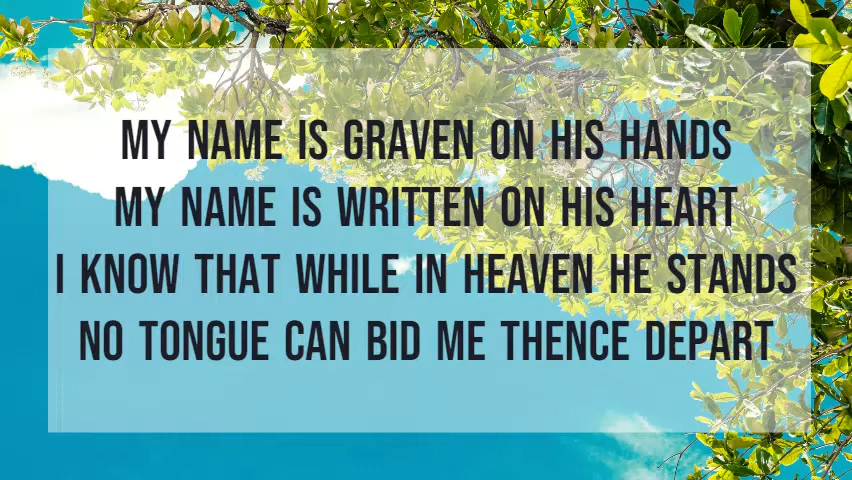 MY NAME IS GRAVEN ON HIS HANDS
MY NAME IS WRITTEN ON HIS HEART
I KNOW THAT WHILE IN HEAVEN HE STANDS
NO TONGUE CAN BID ME THENCE DEPART